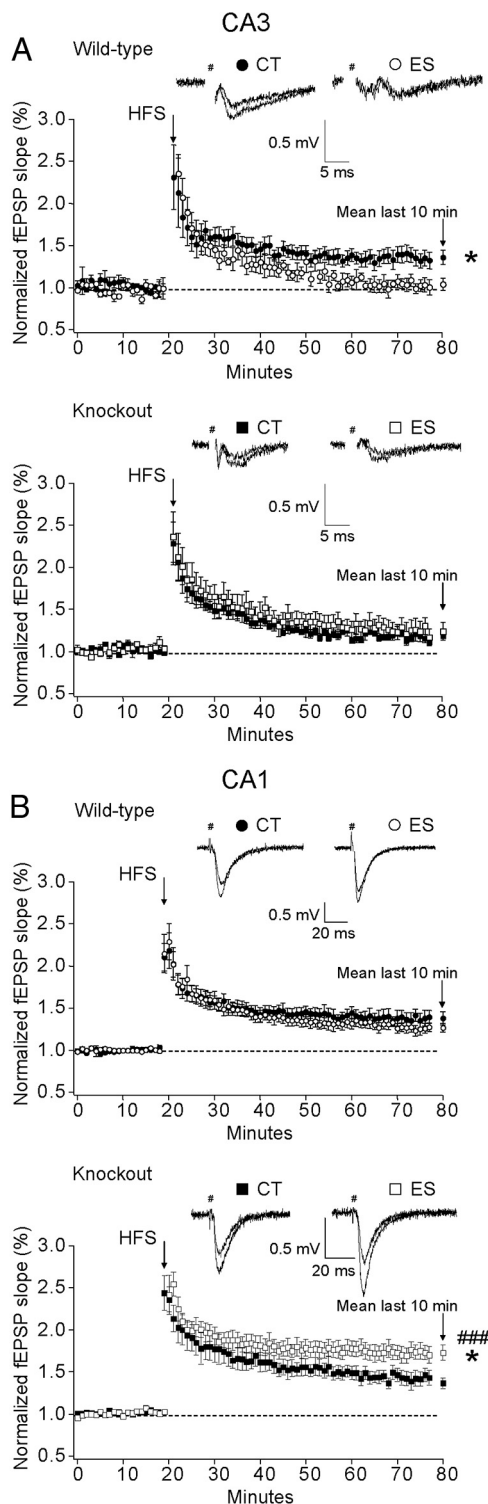 CA3
A
Wild-type
# CT # ES
HFS
0.5 mV
5 ms
Mean last 10 min
*
Normalized fEPSP slope (%)
3.0
2.5
2.0
1.5
1.0
0.5
0 10 20 30 40 50 60 70 80
Minutes
Knockout
CT ES
# #
HFS
0.5 mV
5 ms
Mean last 10 min
Normalized fEPSP slope (%)
3.0
2.5
2.0
1.5
1.0
0.5
0 10 20 30 40 50 60 70 80
Minutes
CA1
B
Wild-type
# CT # ES
HFS
0.5 mV
20 ms
Mean last 10 min
Normalized fEPSP slope (%)
3.0
2.5
2.0
1.5
1.0
0.5
0 10 20 30 40 50 60 70 80
Minutes
Knockout
CT ES
# #
HFS
0.5 mV
20 ms
Mean last 10 min
###
*
Normalized fEPSP slope (%)
3.0
2.5
2.0
1.5
1.0
0.5
0 10 20 30 40 50 60 70 80
Minutes